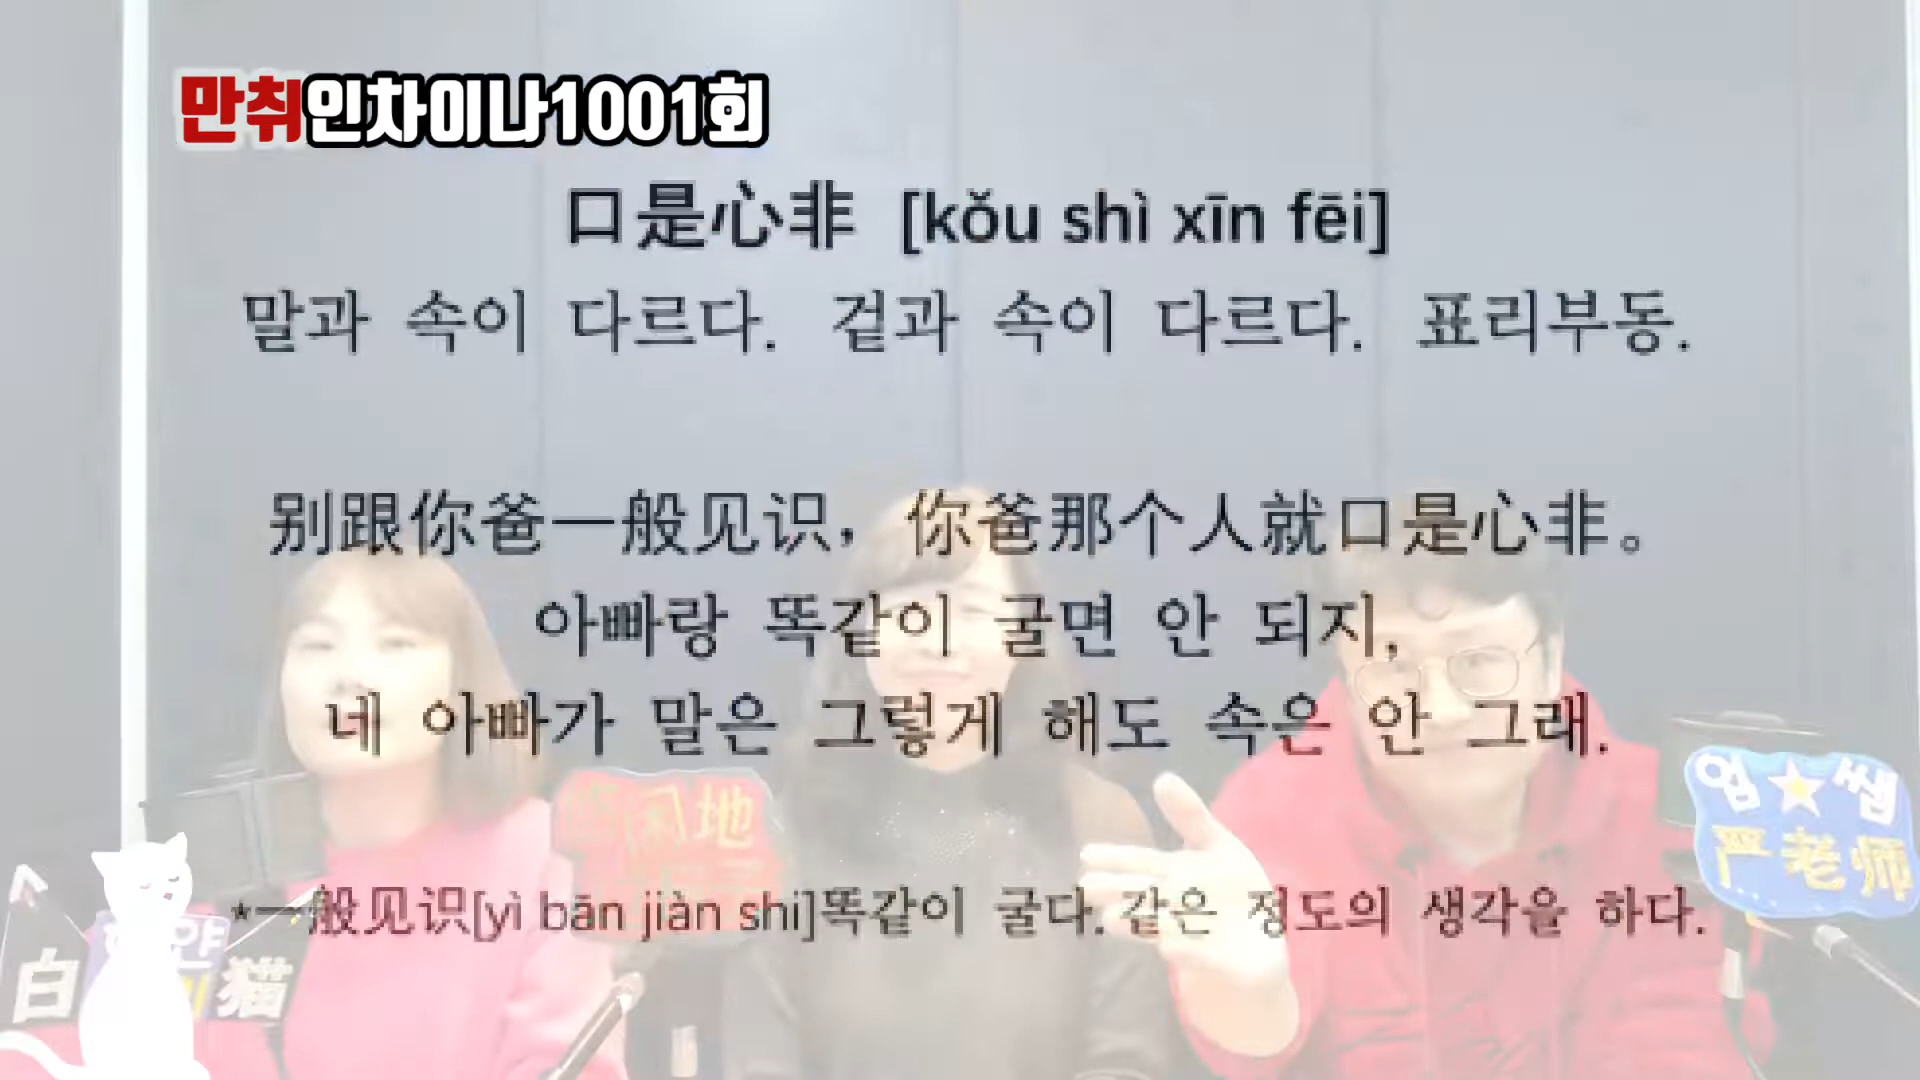 만취인차이나1001회
口是心非 [kǒu shì xīn fēi]
말과 속이 다르다. 겉과 속이 다르다. 표리부동.
别跟你爸一般见识，你爸那个人就口是心非。
아빠랑 똑같이 굴면 안 되지,
네 아빠가 말은 그렇게 해도 속은 안 그래.
*一般见识[yì bān jiàn shi]똑같이 굴다. 같은 정도의 생각을 하다.
闲地
엄★쌤
严老师
白 猫